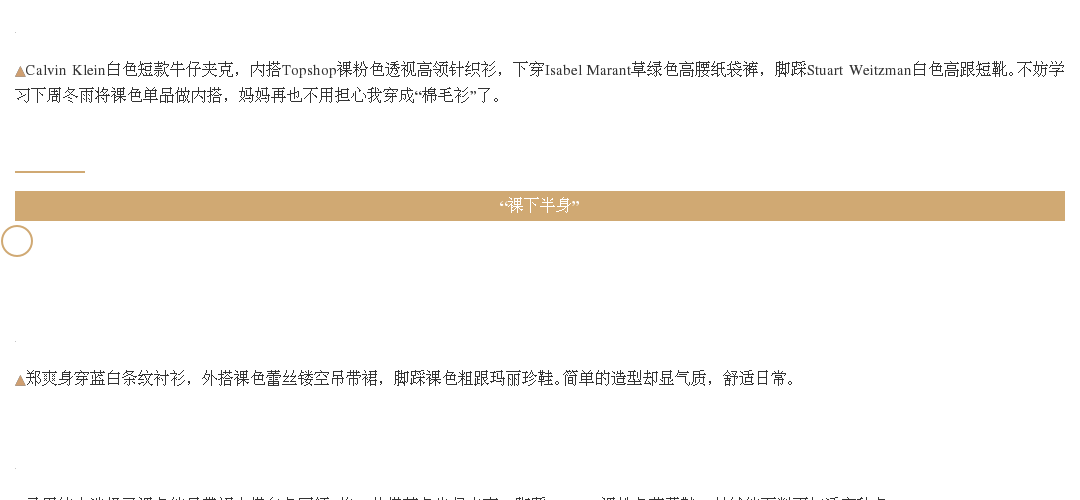 ▲Calvin Klein白色短款牛仔夹克，内搭Topshop裸粉色透视高领针织衫，下穿Isabel Marant草绿色高腰纸袋裤，脚踩Stuart Weitzman白色高跟短靴。不妨学
习下周冬雨将裸色单品做内搭，妈妈再也不用担心我穿成“棉毛衫”了。
“裸下半身”
▲郑爽身穿蓝白条纹衬衫，外搭裸色蕾丝镂空吊带裙，脚踩裸色粗跟玛丽珍鞋。简单的造型却显气质，舒适日常。